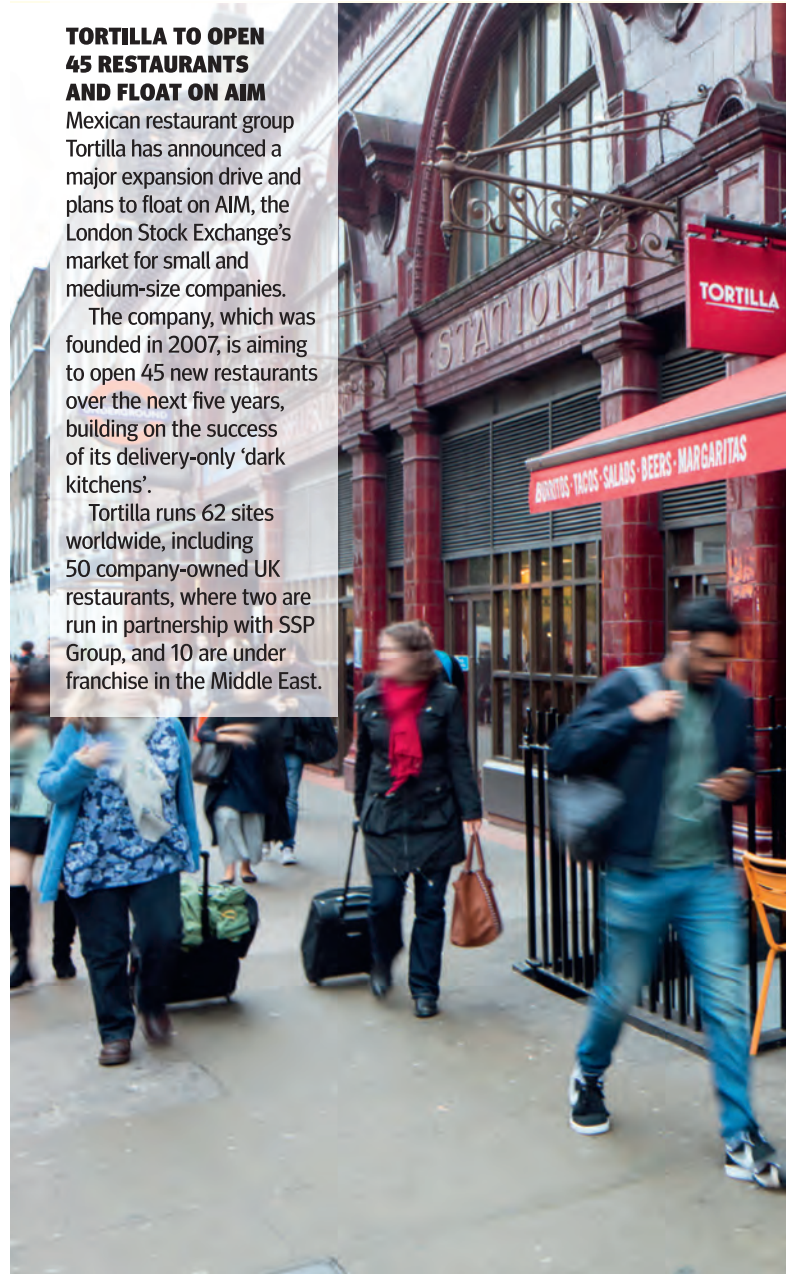 TORTILLA TO OPEN
45 RESTAURANTS
AND FLOAT ON AIM
Mexican restaurant group
Tortilla has announced a
major expansion drive and
plans to float on AIM, the
London Stock Exchange’s
market for small and
medium-size companies.
The company, which was
founded in 2007, is aiming
to open 45 new restaurants
over the next five years,
building on the success
of its delivery-only ‘dark
kitchens’.
Tortilla runs 62 sites
worldwide, including
50 company-owned UK
restaurants, where two are
run in partnership with SSP
Group, and 10 are under
franchise in the Middle East.
STATION
TORTILLA
BURRITOS · TACOS · SALADS · BEERS · MARGARITAS
UNDERGROUND